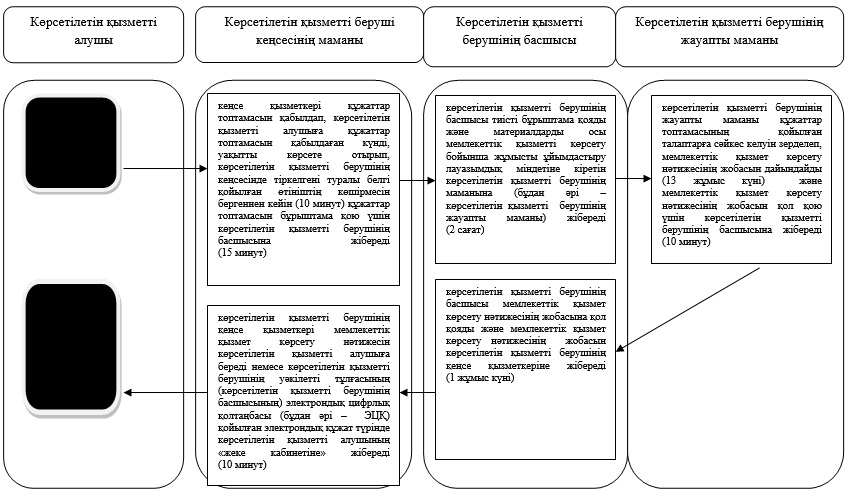 Көрсетілетін қызметті
алушы
Көрсетілетін қызметті беруші
кеңсесінің маманы
Көрсетілетін қызметті
берушінің басшысы
Көрсетілетін қызметті берушінің
жауапты маманы
кеңсе қызметкері құжаттар
топтамасын қабылдап, көрсетілетін
қызметті алушыға құжаттар
топтамасын қабылдаған күнді,
уақытты көрсете отырып,
көрсетілетін қызметті берушінің
кеңсесінде тіркелгені туралы белгі
қойылған өтініштің көшірмесін
бергеннен кейін (10 минут) құжаттар
топтамасын бұрыштама қою үшін
көрсетілетін қызметті берушінің
басшысына жібереді
(15 минут)
көрсетілетін қызметті берушінің
басшысы тиісті бұрыштама қояды
және материалдарды осы
мемлекеттік қызметті көрсету
бойынша жұмысты ұйымдастыру
лауазымдық міндетіне кіретін
көрсетілетін қызметті берушінің
маманына (бұдан әрі –
көрсетілетін қызметті берушінің
жауапты маманы) жібереді
(2 сағат)
көрсетілетін қызметті берушінің
жауапты маманы құжаттар
топтамасының қойылған
талаптарға сәйкес келуін зерделеп,
мемлекеттік қызмет көрсету
нәтижесінің жобасын дайындайды
(13 жұмыс күні) және
мемлекеттік қызмет көрсету
нәтижесінің жобасын қол қою
үшін көрсетілетін қызметті
берушінің басшысына жібереді
(10 минут)
көрсетілетін қызметті берушінің
басшысы мемлекеттік қызмет
көрсету нәтижесінің жобасына қол
қояды және мемлекеттік қызмет
көрсету нәтижесінің жобасын
көрсетілетін қызметті берушінің
кеңсе қызметкеріне жібереді
(1 жұмыс күні)
көрсетілетін қызметті берушінің
кеңсе қызметкері мемлекеттік
қызмет көрсету нәтижесін
көрсетілетін қызметті алушыға
береді немесе көрсетілетін қызметті
берушінің уәкілетті тұлғасының
(көрсетілетін қызметті берушінің
басшысының) электрондық цифрлық
қолтаңбасы (бұдан әрі – ЭЦҚ)
қойылған электрондық құжат түрінде
көрсетілетін қызметті алушының
«жеке кабинетіне» жібереді
(10 минут)